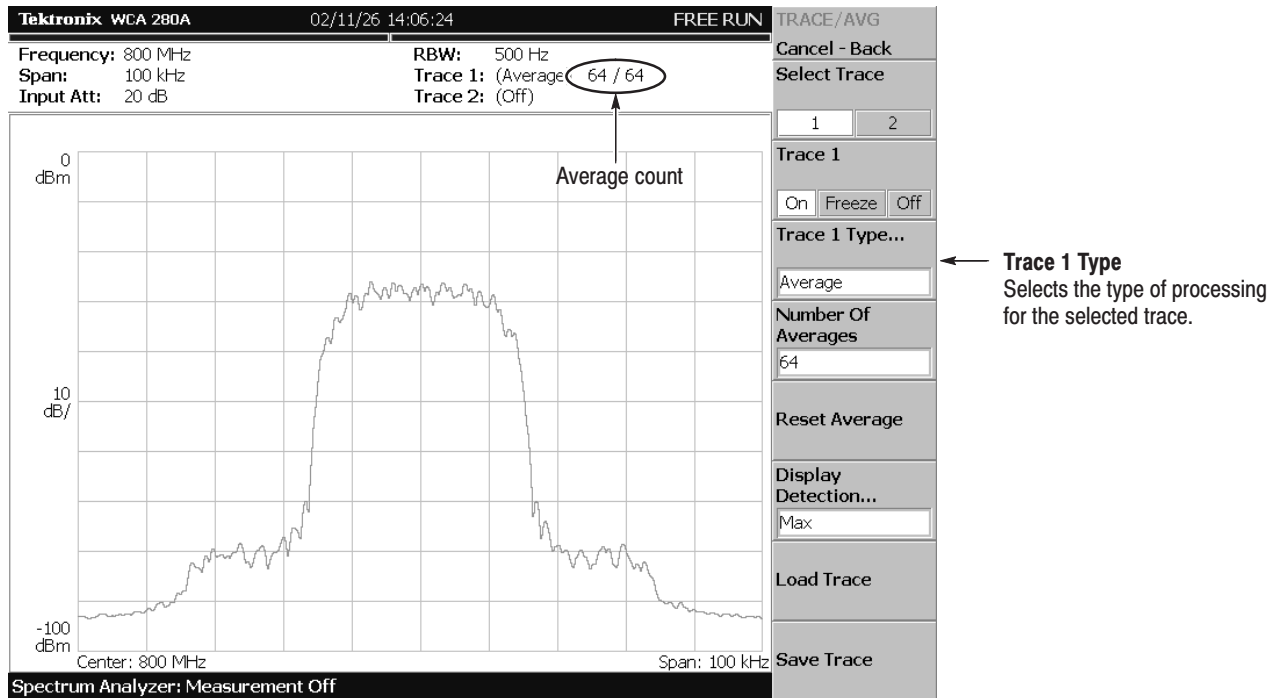 Tektronix WCA 280A 02/11/26 14:06:24 FREE RUN
Frequency: 800 MHz
Span: 100 kHz
Input Att: 20 dB
RBW: 500 Hz
Trace 1: (Average 64 / 64
Trace 2: (Off)
Average count
0
dBm
10
dB/
-100
dBm
Center: 800 MHz Span: 100 kHz
Spectrum Analyzer: Measurement Off
TRACE/AVG
Cancel - Back
Select Trace
1 2
Trace 1
On Freeze Off
Trace 1 Type...
Average
Number Of
Averages
64
Reset Average
Display
Detection...
Max
Load Trace
Save Trace
Trace 1 Type
Selects the type of processing
for the selected trace.